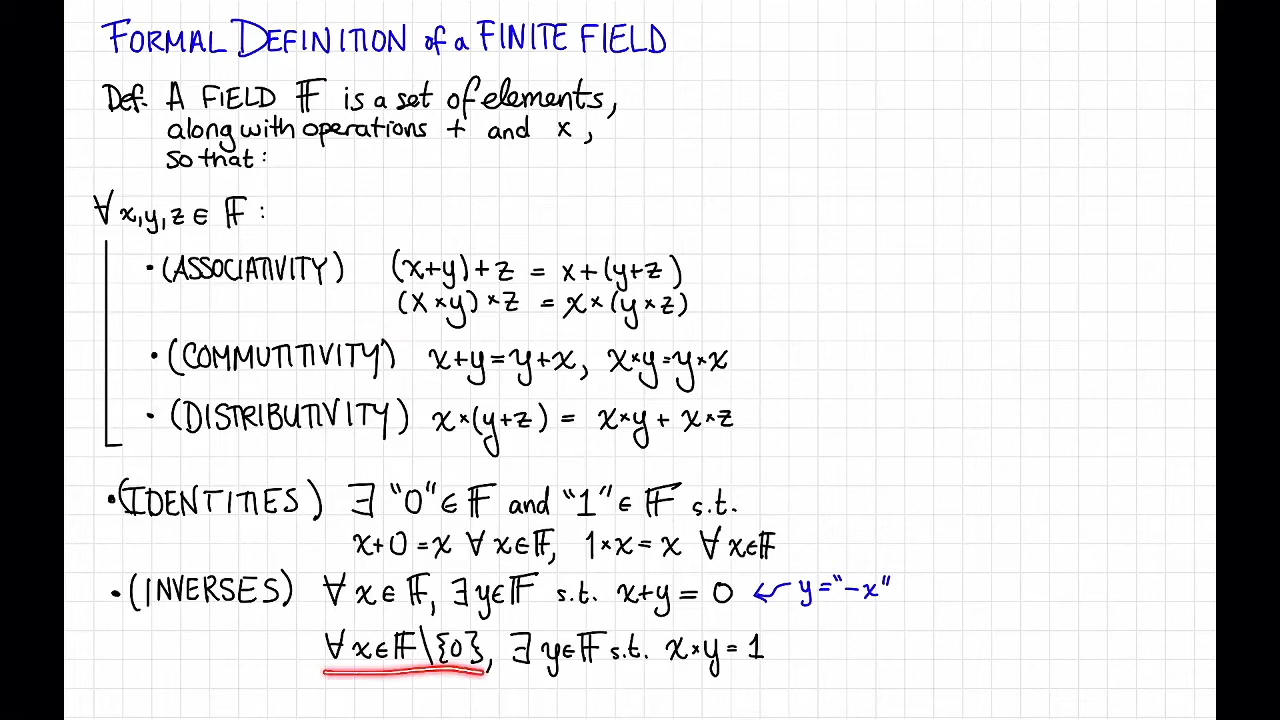 FORMAL DEFINITION of a FINITE FIELD
Def. A FIELD 𝔽 is a set of elements,
along with operations + and ×,
so that:
∀ x,y,z ∈ 𝔽 :
• (ASSOCIATIVITY) (x+y)+z = x+(y+z)
(x×y)×z = x×(y×z)
• (COMMUTITIVITY) x+y=y+x, x×y=y×x
• (DISTRIBUTIVITY) x×(y+z) = x×y + x×z
• (IDENTITIES) ∃ "0" ∈ 𝔽 and "1" ∈ 𝔽 s.t.
x+0=x ∀ x∈𝔽, 1×x=x ∀ x∈𝔽
• (INVERSES) ∀ x∈𝔽, ∃ y∈𝔽 s.t. x+y=0 ← y="-x"
∀ x∈𝔽\{0}, ∃ y∈𝔽 s.t. x×y=1